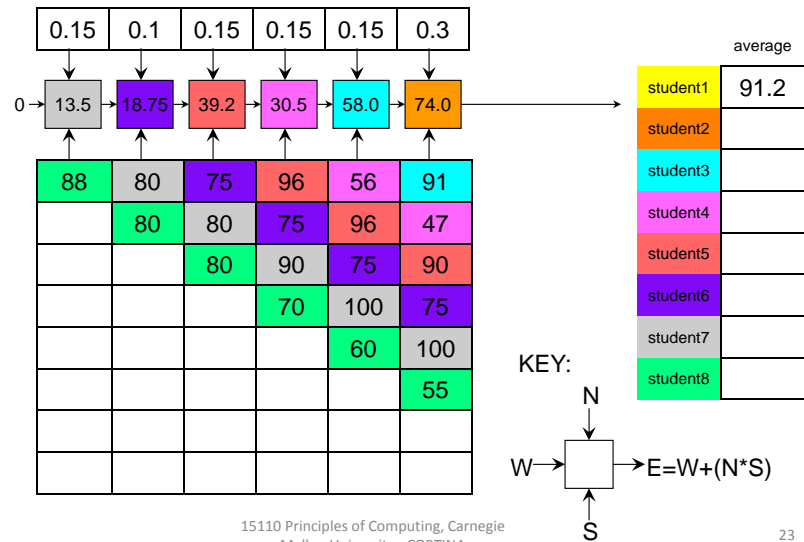 0.15 0.1 0.15 0.15 0.15 0.3
average
0 13.5 18.75 39.2 30.5 58.0 74.0
student1 91.2
student2
student3
student4
student5
student6
student7
student8
88 80 75 96 56 91
80 80 75 96 47
80 90 75 90
70 100 75
60 100
55
KEY:
N
W E=W+(N*S)
S
15110 Principles of Computing, Carnegie
23